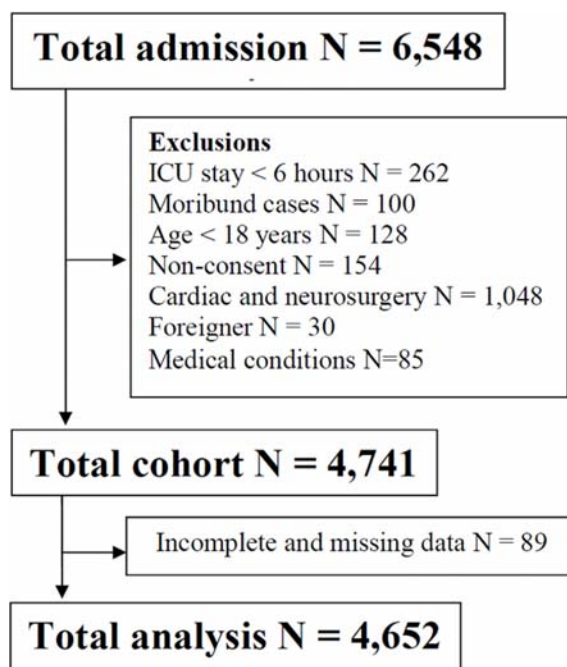 Total admission N = 6,548
Exclusions
ICU stay < 6 hours N = 262
Moribund cases N = 100
Age < 18 years N = 128
Non-consent N = 154
Cardiac and neurosurgery N = 1,048
Foreigner N = 30
Medical conditions N=85
Total cohort N = 4,741
Incomplete and missing data N = 89
Total analysis N = 4,652